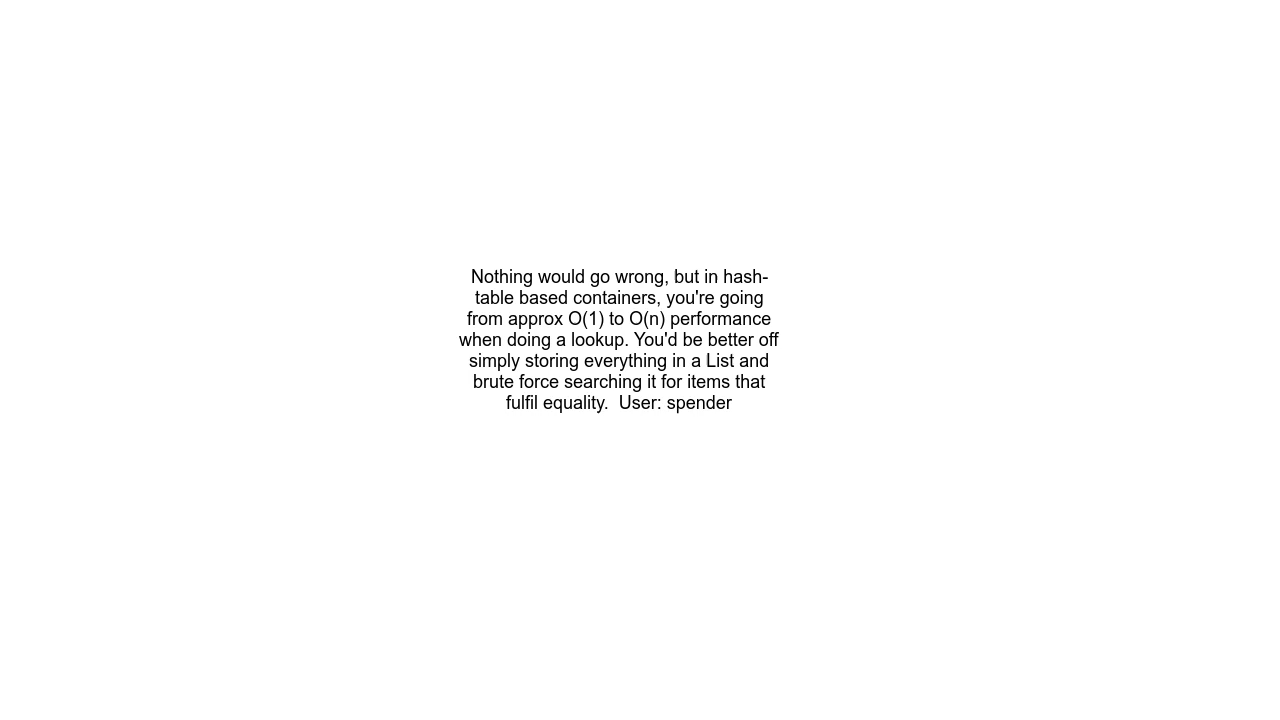 Nothing would go wrong, but in hash-
table based containers, you're going
from approx O(1) to O(n) performance
when doing a lookup. You'd be better off
simply storing everything in a List and
brute force searching it for items that
fulfil equality.  User: spender